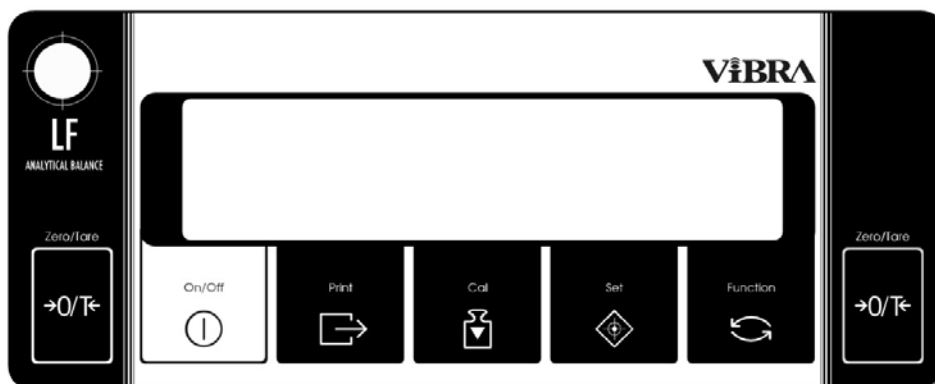 ViBRA
LF
ANALYTICAL BALANCE
Zero/Tare
→0/T←
On/Off
Print
Cal
Set
Function
Zero/Tare
→0/T←